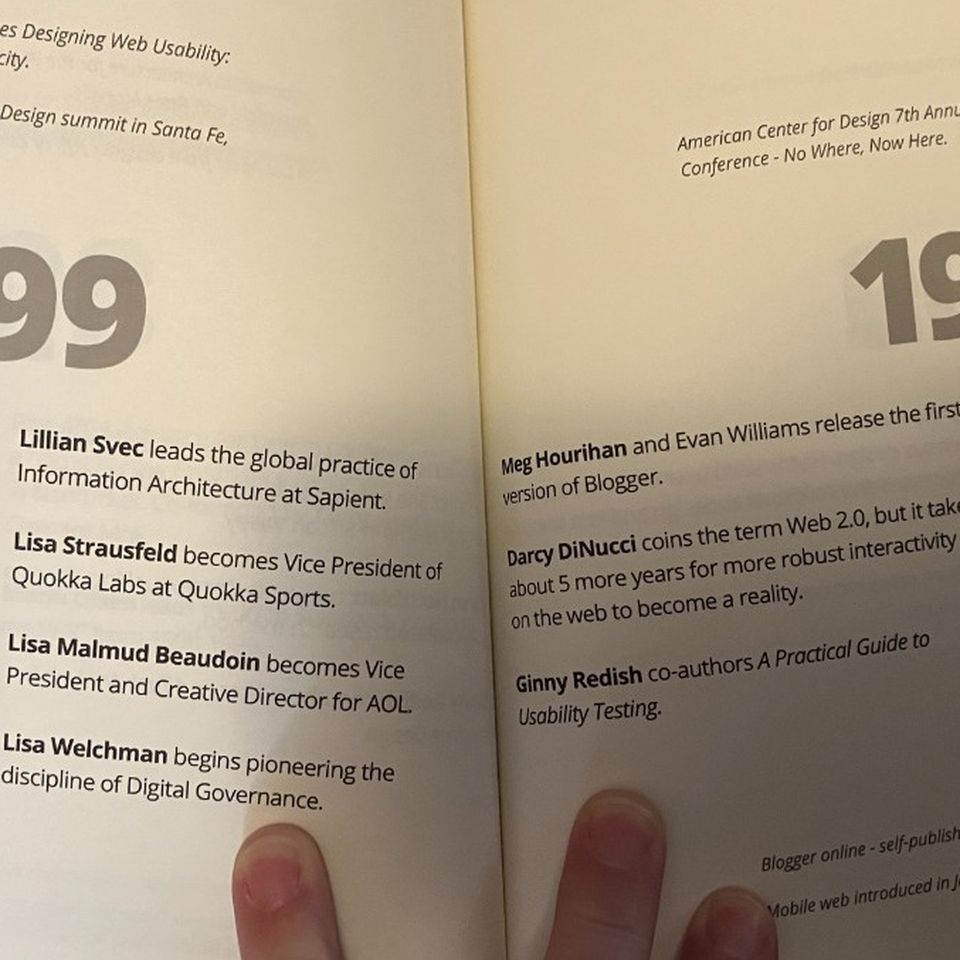 es Designing Web Usability:
city.
Design summit in Santa Fe,
99
Lillian Svec leads the global practice of
Information Architecture at Sapient.
Lisa Strausfeld becomes Vice President of
Quokka Labs at Quokka Sports.
Lisa Malmud Beaudoin becomes Vice
President and Creative Director for AOL.
Lisa Welchman begins pioneering the
discipline of Digital Governance.
American Center for Design 7th Annu
Conference - No Where, Now Here.
19
Meg Hourihan and Evan Williams release the first
version of Blogger.
Darcy DiNucci coins the term Web 2.0, but it take
about 5 more years for more robust interactivity
on the web to become a reality.
Ginny Redish co-authors A Practical Guide to
Usability Testing.
Blogger online - self-publish
Mobile web introduced in J